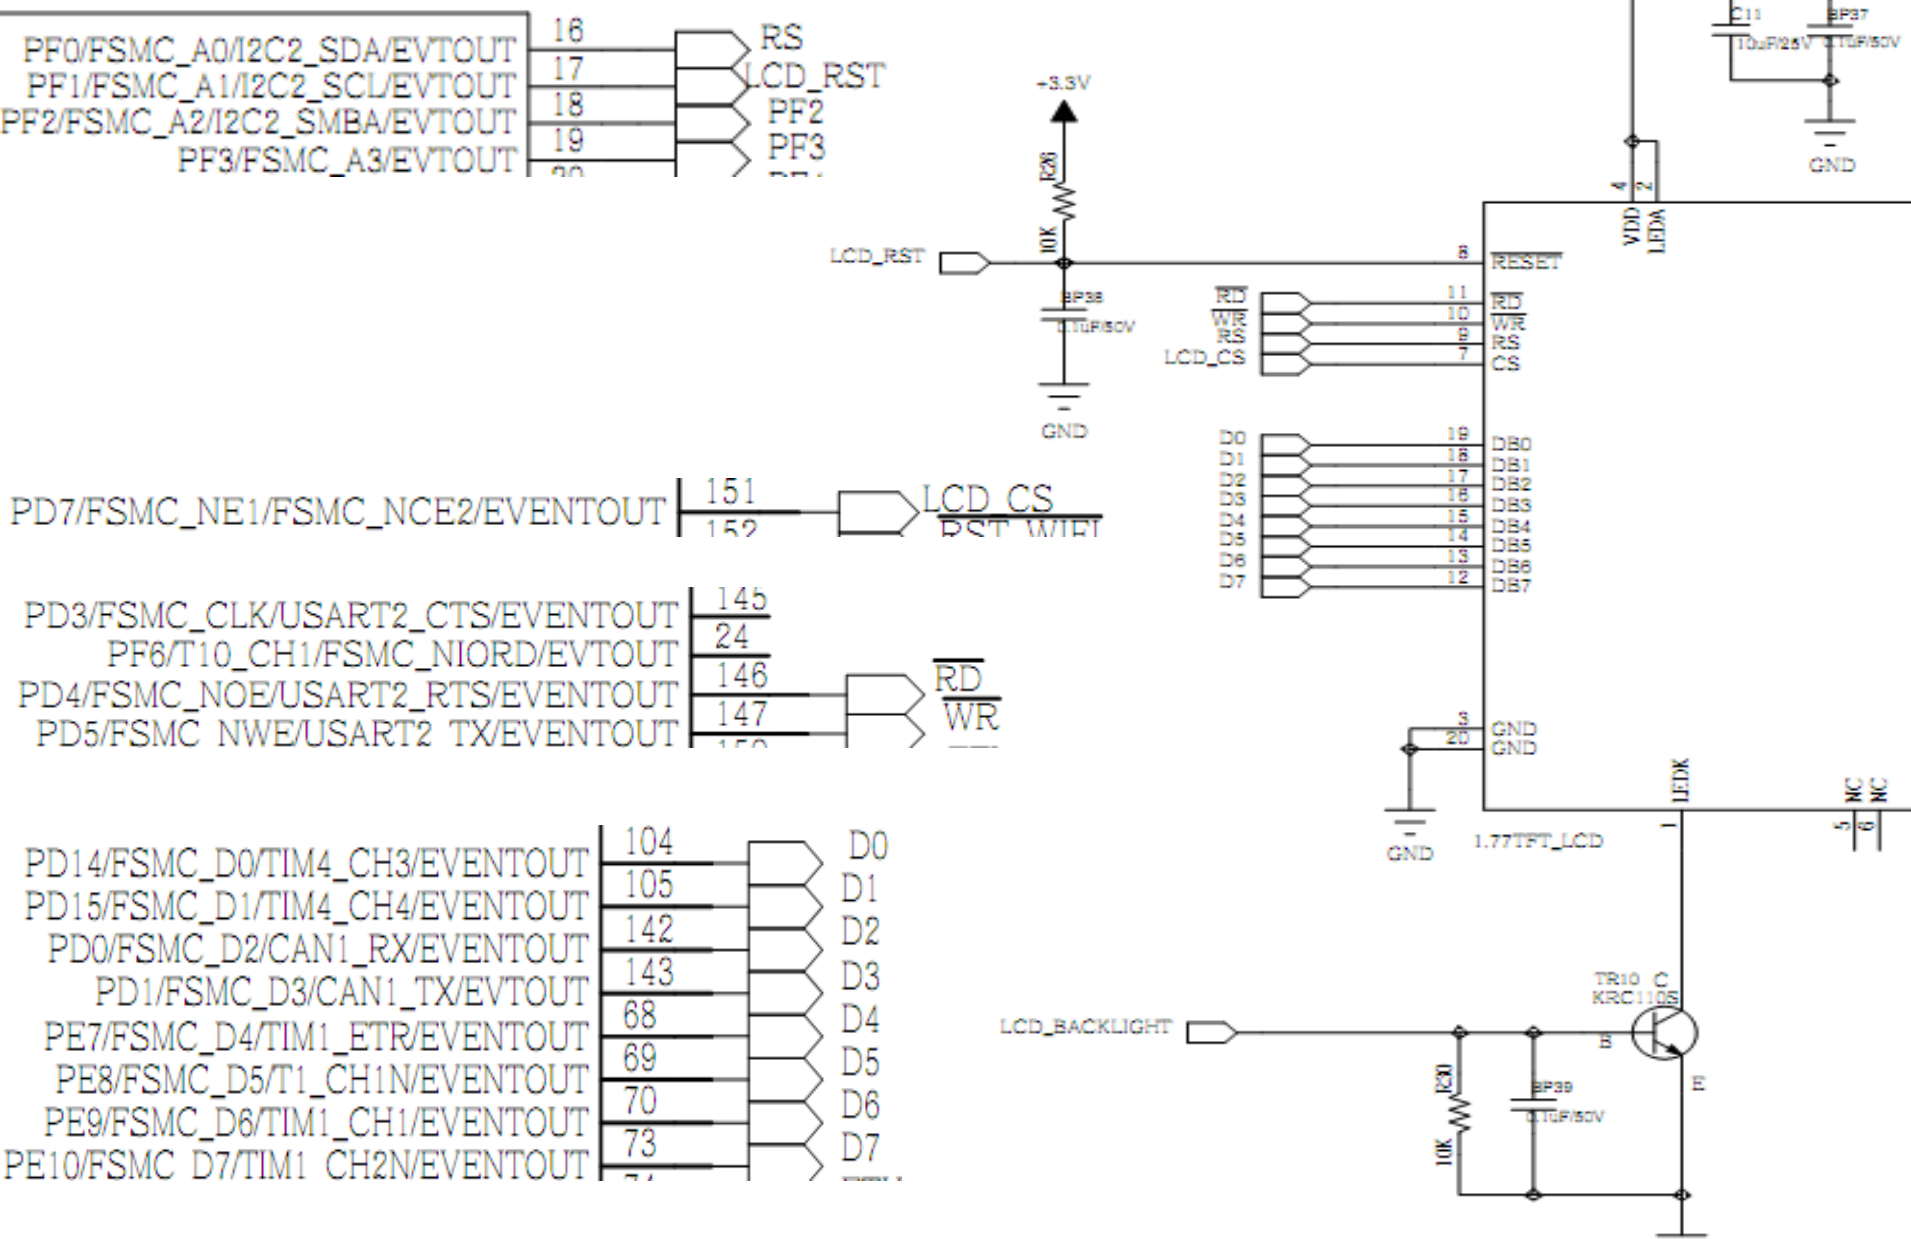 PF0/FSMC_A0/I2C2_SDA/EVTOUT 16 RS
PF1/FSMC_A1/I2C2_SCL/EVTOUT 17 LCD_RST
PF2/FSMC_A2/I2C2_SMBA/EVTOUT 18 PF2
PF3/FSMC_A3/EVTOUT 19 PF3
C11
10uF/25V
BP37
0.1uF/50V
GND
+3.3V
R26
10K
LCD_RST
BP38
0.1uF/50V
GND
4 2
VDD LEDA
8 RESET
RD 11 RD
WR 10 WR
RS 9 RS
LCD_CS 7 CS
D0 19 DB0
D1 18 DB1
D2 17 DB2
D3 16 DB3
D4 15 DB4
D5 14 DB5
D6 13 DB6
D7 12 DB7
3 GND
20 GND
GND
1.77TFT_LCD
LEDK
1
NC NC
5 6
PD7/FSMC_NE1/FSMC_NCE2/EVENTOUT 151 LCD_CS
152 RST_WIFI
PD3/FSMC_CLK/USART2_CTS/EVENTOUT 145
PF6/T10_CH1/FSMC_NIORD/EVTOUT 24
PD4/FSMC_NOE/USART2_RTS/EVENTOUT 146 RD
PD5/FSMC_NWE/USART2_TX/EVENTOUT 147 WR
PD14/FSMC_D0/TIM4_CH3/EVENTOUT 104 D0
PD15/FSMC_D1/TIM4_CH4/EVENTOUT 105 D1
PD0/FSMC_D2/CAN1_RX/EVENTOUT 142 D2
PD1/FSMC_D3/CAN1_TX/EVTOUT 143 D3
PE7/FSMC_D4/TIM1_ETR/EVENTOUT 68 D4
PE8/FSMC_D5/T1_CH1N/EVENTOUT 69 D5
PE9/FSMC_D6/TIM1_CH1/EVENTOUT 70 D6
PE10/FSMC_D7/TIM1_CH2N/EVENTOUT 73 D7
TR10 C
KRC110S
LCD_BACKLIGHT
B
E
R30
10K
BP39
0.1uF/50V